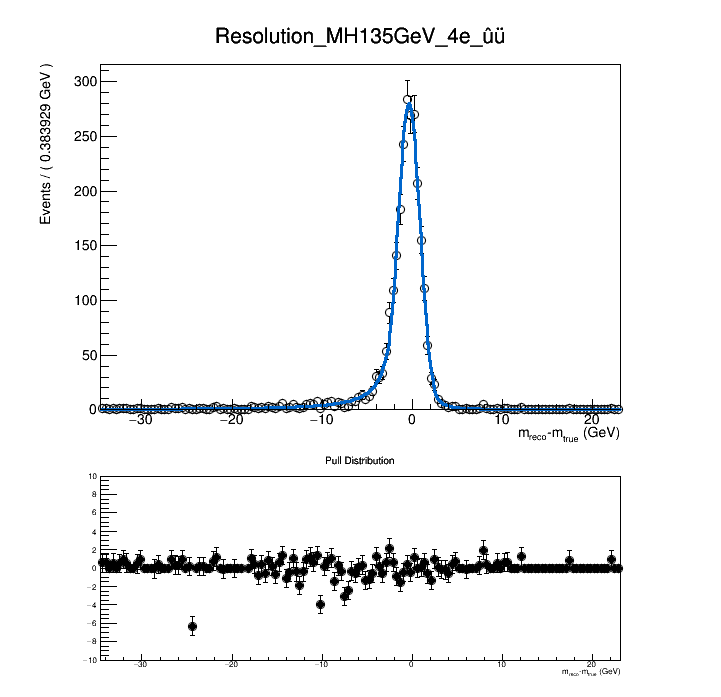 Resolution_MH135GeV_4e_ûü
Events / ( 0.383929 GeV )
300
250
200
150
100
50
0
−30 −20 −10 0 10 20
m_reco-m_true (GeV)
Pull Distribution
10
8
6
4
2
0
−2
−4
−6
−8
−10
−30 −20 −10 0 10 20
m_reco-m_true (GeV)